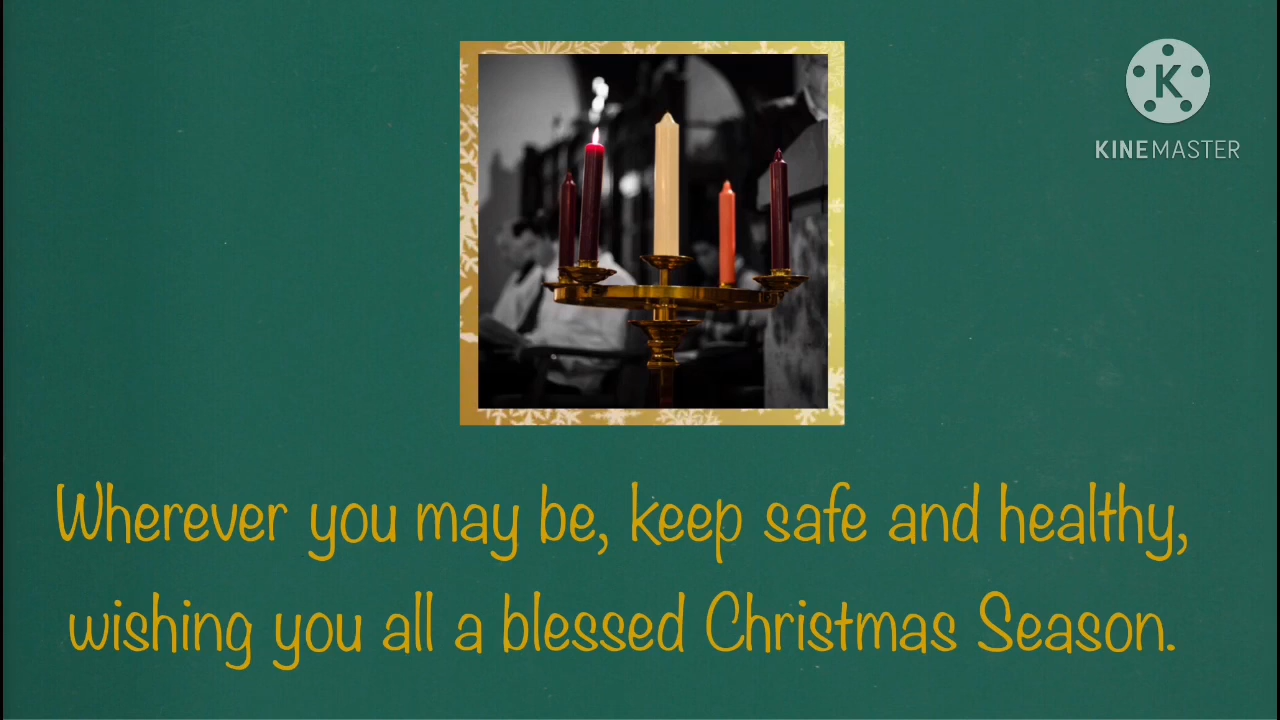 K
KINEMASTER
Wherever you may be, keep safe and healthy,
wishing you all a blessed Christmas Season.